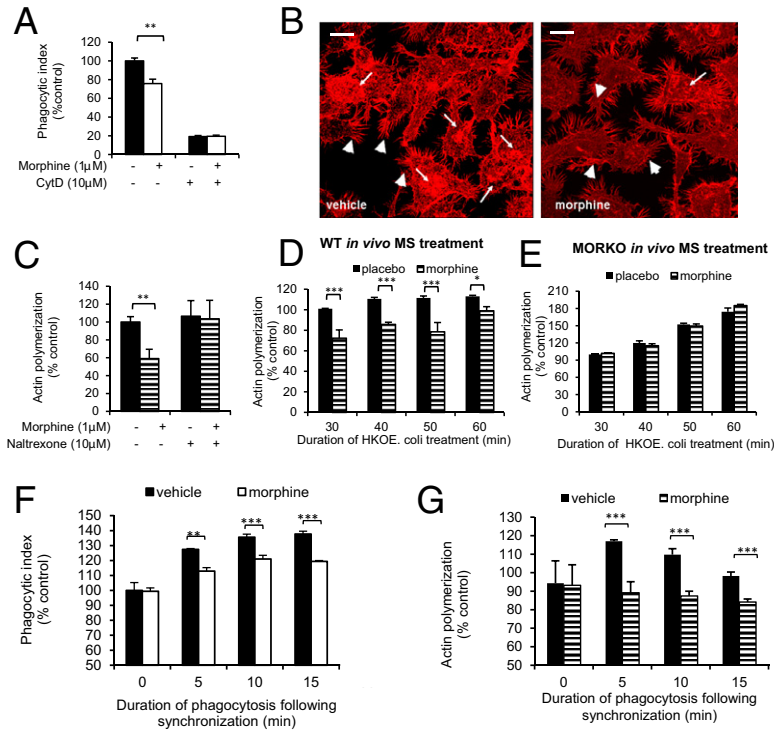 A
**
Phagocytic index
(%control)
120
100
80
60
40
20
0
Morphine (1μM) - + - +
CytD (10μM) - - + +
B
vehicle
morphine
C
**
Actin polymerization
(% control)
140
120
100
80
60
40
20
0
Morphine (1μM) - + - +
Naltrexone (10μM) - - + +
D
WT in vivo MS treatment
placebo morphine
*** *** *** *
Actin polymerization
(% control)
120
100
80
60
40
20
0
30 40 50 60
Duration of HKOE. coli treatment (min)
E
MORKO in vivo MS treatment
placebo
morphine
Actin polymerization
(% control)
210
180
150
120
90
60
30
0
30 40 50 60
Duration of HKOE. coli treatment (min)
F
vehicle morphine
** *** ***
Phagocytic index
(% control)
150
140
130
120
110
100
90
80
70
60
50
0 5 10 15
Duration of phagocytosis following
synchronization (min)
G
vehicle
morphine
*** *** ***
Actin polymerization
(% control)
130
120
110
100
90
80
70
60
50
0 5 10 15
Duration of phagocytosis following
synchronization (min)